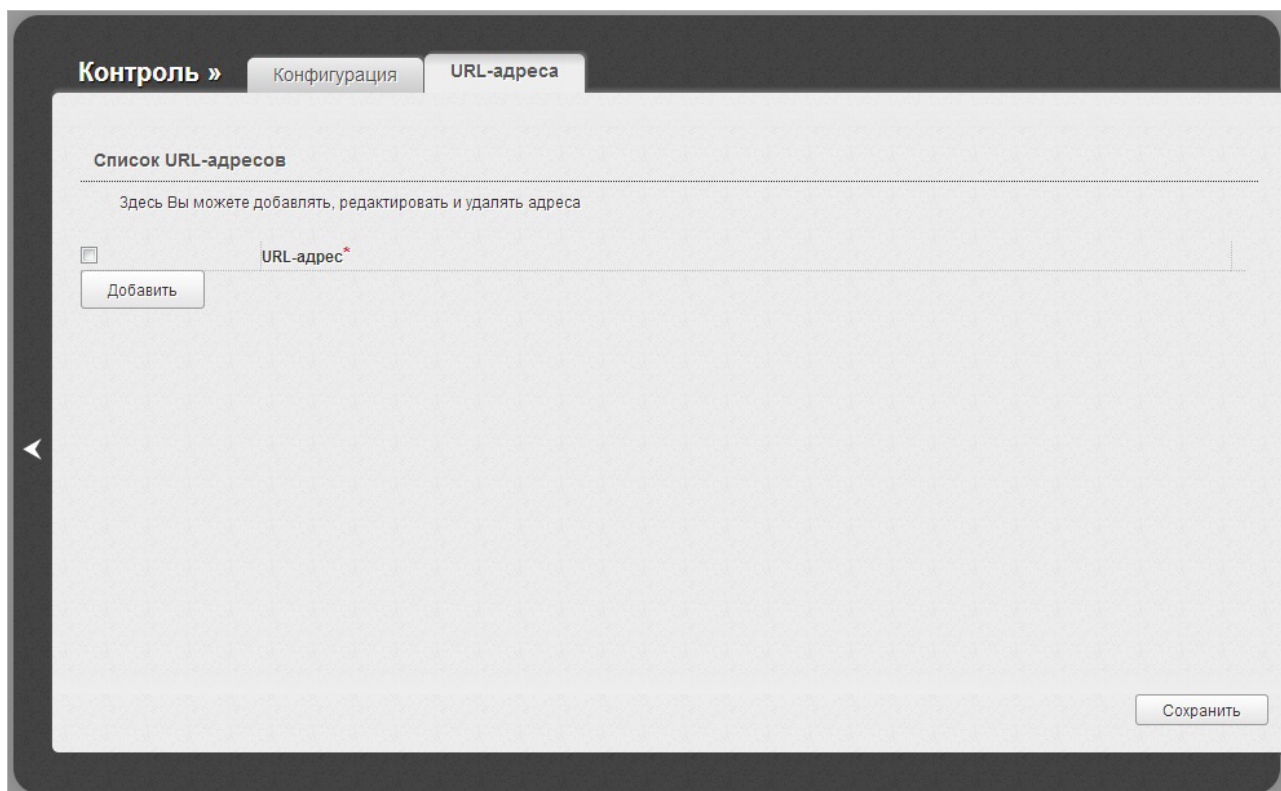 Контроль » Конфигурация URL-адреса
Список URL-адресов
Здесь Вы можете добавлять, редактировать и удалять адреса
URL-адрес*
Добавить
Сохранить